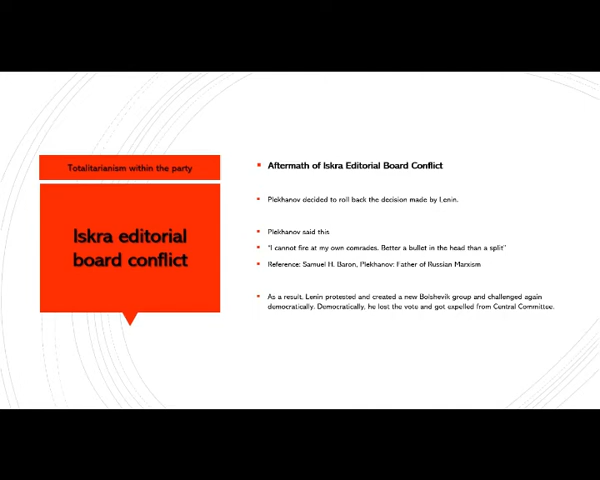 Totalitarianism within the party
Iskra editorial
board conflict
Aftermath of Iskra Editorial Board Conflict
Plekhanov decided to roll back the decision made by Lenin.
Plekhanov said this
"I cannot fire at my own comrades. Better a bullet in the head than a split"
Reference: Samuel H. Baron, Plekhanov: Father of Russian Marxism
As a result, Lenin protested and created a new Bolshevik group and challenged again
democratically. Democratically, he lost the vote and got expelled from Central Committee.